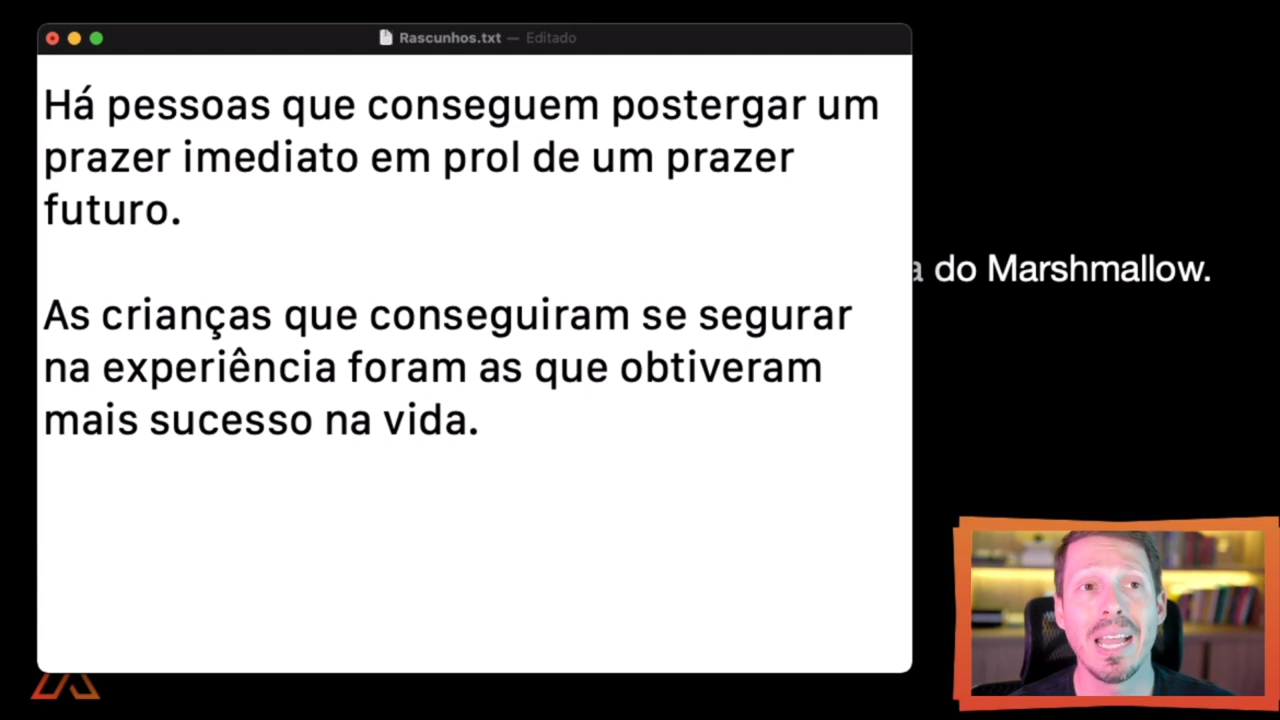 Rascunhos.txt — Editado
Há pessoas que conseguem postergar um
prazer imediato em prol de um prazer
futuro.
a do Marshmallow.
As crianças que conseguiram se segurar
na experiência foram as que obtiveram
mais sucesso na vida.